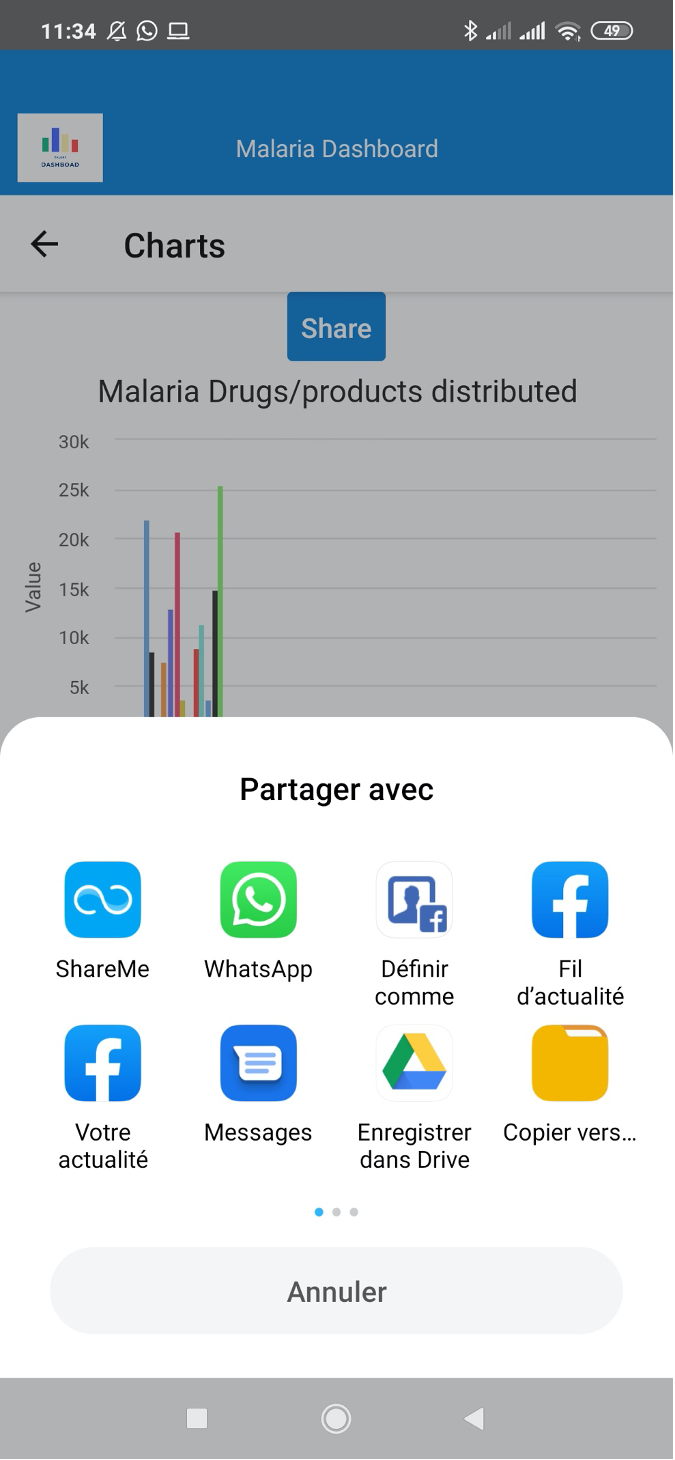 11:34
49
DASHBOAD
Malaria Dashboard
Charts
Share
Malaria Drugs/products distributed
30k
25k
20k
15k
10k
5k
Value
Partager avec
ShareMe
WhatsApp
Définir
comme
Fil
d’actualité
Votre
actualité
Messages
Enregistrer
dans Drive
Copier vers…
Annuler